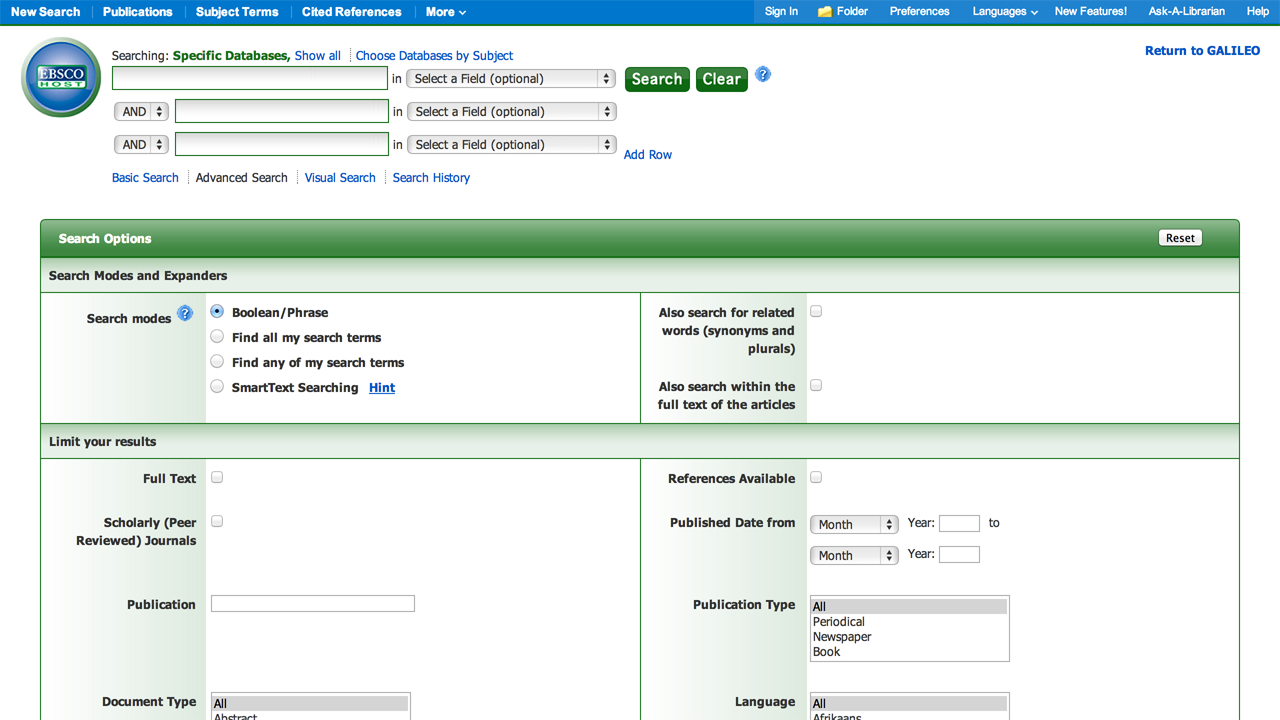 New Search Publications Subject Terms Cited References More Sign In Folder Preferences Languages New Features! Ask-A-Librarian Help
Return to GALILEO
EBSCO
HOST
Searching: Specific Databases, Show all Choose Databases by Subject
in Select a Field (optional) Search Clear ?
AND in Select a Field (optional)
AND in Select a Field (optional) Add Row
Basic Search Advanced Search Visual Search Search History
Search Options Reset
Search Modes and Expanders
Search modes ?
Boolean/Phrase
Find all my search terms
Find any of my search terms
SmartText Searching Hint
Also search for related
words (synonyms and
plurals)
Also search within the
full text of the articles
Limit your results
Full Text
References Available
Scholarly (Peer
Reviewed) Journals
Published Date from Month Year: to
Month Year:
Publication
Publication Type All
Periodical
Newspaper
Book
Document Type All
Abstract
Language All
Afrikaans